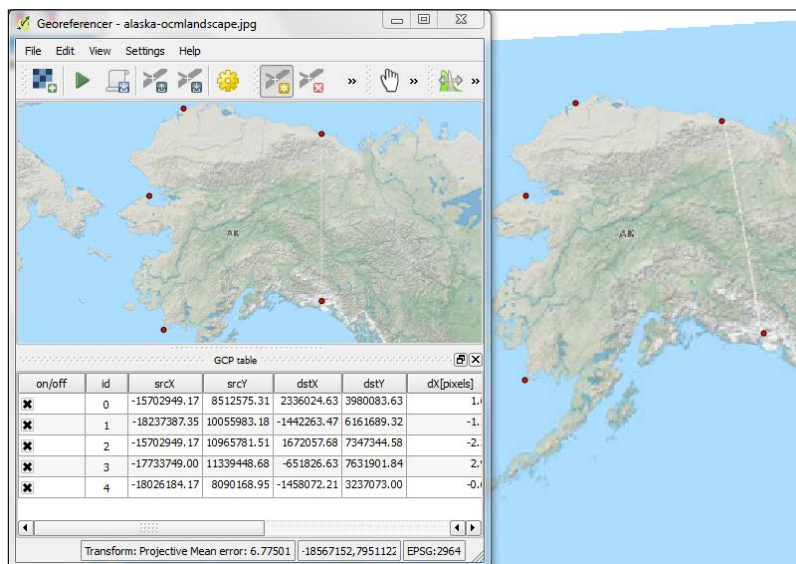 Georeferencer - alaska-ocmlandscape.jpg
File Edit View Settings Help
AK
AK
GCP table
on/off id srcX srcY dstX dstY dX[pixels]
0 -15702949.17 8512575.31 2336024.63 3980083.63
1 -18237387.35 10055983.18 -1442263.47 6161689.32 -1.
2 -15702949.17 10965781.51 1672057.68 7347344.58 -2.
3 -17733749.00 11339448.68 -651826.63 7631901.84
4 -18026184.17 8090168.95 -1458072.21 3237073.00
Transform: Projective Mean error: 6.77501 -18567152,7951122 EPSG:2964